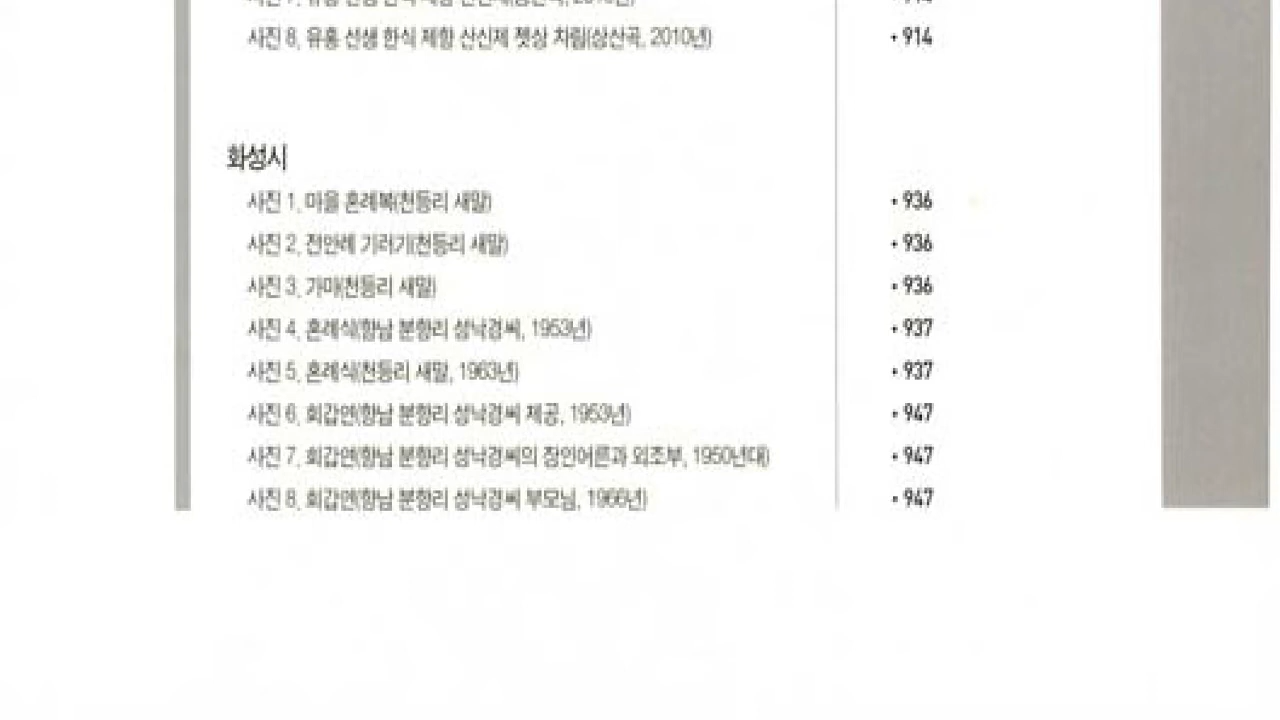 사진 8. 유홍 선생 한식 제향 산신제 젯상 차림(상산곡, 2010년) • 914
화성시
사진 1. 마을 혼례복(천등리 새말) • 936
사진 2. 전안례 기러기(천등리 새말) • 936
사진 3. 가마(천등리 새말) • 936
사진 4. 혼례식(향남 분향리 성낙경씨, 1953년) • 937
사진 5. 혼례식(천등리 새말, 1963년) • 937
사진 6. 회갑연(향남 분향리 성낙경씨 제공, 1953년) • 947
사진 7. 회갑연(향남 분향리 성낙경씨의 장인어른과 외조부, 1950년대) • 947
사진 8. 회갑연(향남 분향리 성낙경씨 부모님, 1966년) • 947